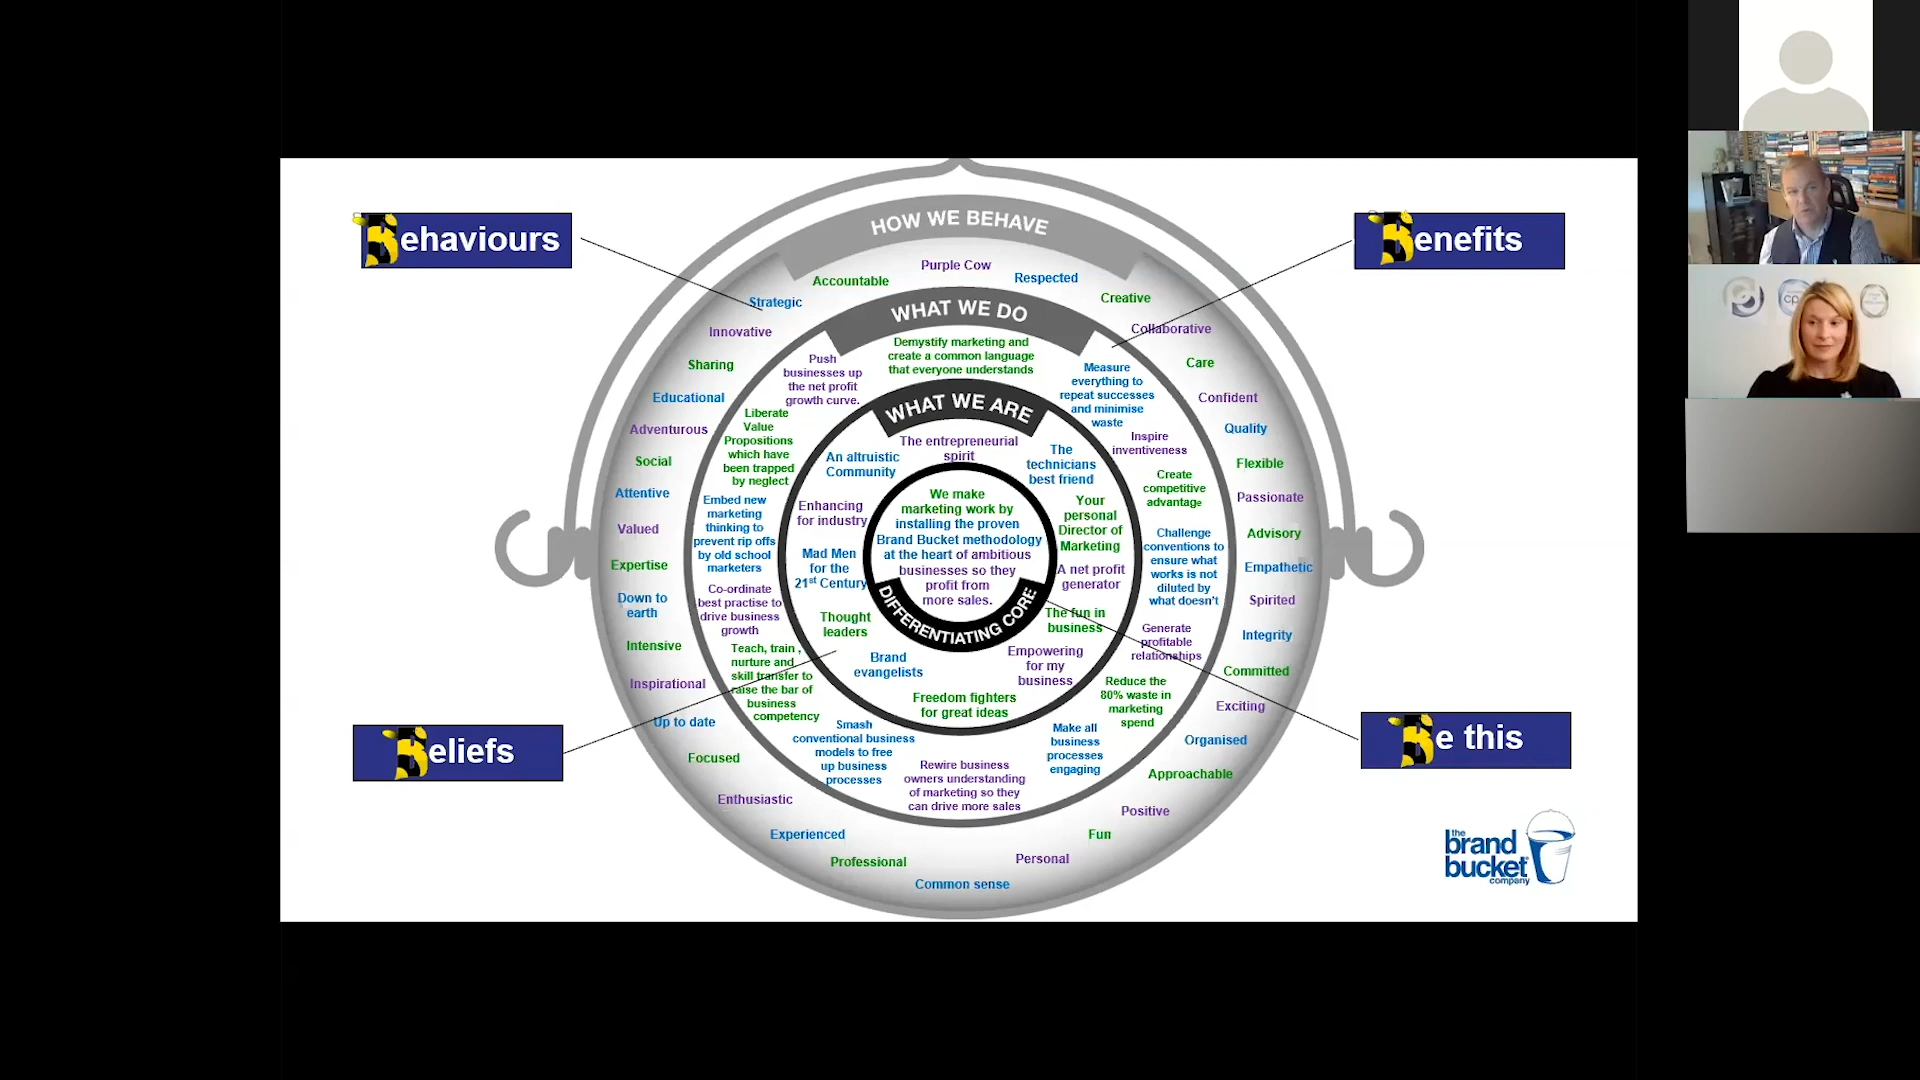 Behaviours
Benefits
HOW WE BEHAVE
Purple Cow
Accountable
Respected
Strategic
Creative
Innovative
Collaborative
Sharing
Care
Educational
Confident
Adventurous
Quality
Social
Flexible
Attentive
Passionate
Valued
Advisory
Expertise
Empathetic
Down to
earth
Spirited
Integrity
Intensive
Committed
Inspirational
Exciting
Up to date
Organised
Focused
Approachable
Enthusiastic
Positive
Experienced
Fun
Professional
Personal
Common sense
WHAT WE DO
Demystify marketing and
create a common language
that everyone understands
Push
businesses up
the net profit
growth curve.
Measure
everything to
repeat successes
and minimise
waste
Liberate
Value
Propositions
which have
been trapped
by neglect
Inspire
inventiveness
Create
competitive
advantage
Embed new
marketing
thinking to
prevent rip offs
by old school
marketers
Challenge
conventions to
ensure what
works is not
diluted by
what doesn't
Co-ordinate
best practise to
drive business
growth
Generate
profitable
relationships
Teach, train ,
nurture and
skill transfer to
raise the bar of
business
competency
Reduce the
80% waste in
marketing
spend
Smash
conventional business
models to free
up business
processes
Make all
business
processes
engaging
Rewire business
owners understanding
of marketing so they
can drive more sales
WHAT WE ARE
The entrepreneurial
spirit
An altruistic
Community
The
technicians
best friend
Enhancing
for industry
Your
personal
Director of
Marketing
Mad Men
for the
21st Century
A net profit
generator
Thought
leaders
The fun in
business
Brand
evangelists
Empowering
for my
business
Freedom fighters
for great ideas
We make
marketing work by
installing the proven
Brand Bucket methodology
at the heart of ambitious
businesses so they
profit from
more sales.
DIFFERENTIATING CORE
Beliefs
Be this
the
brand
bucket
company